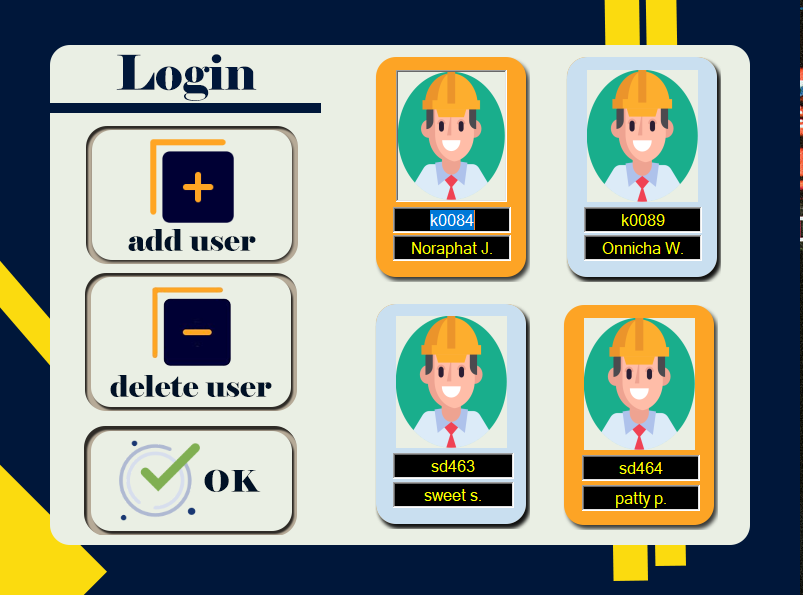 Login
add user
delete user
OK
k0084
Noraphat J.
k0089
Onnicha W.
sd463
sweet s.
sd464
patty p.